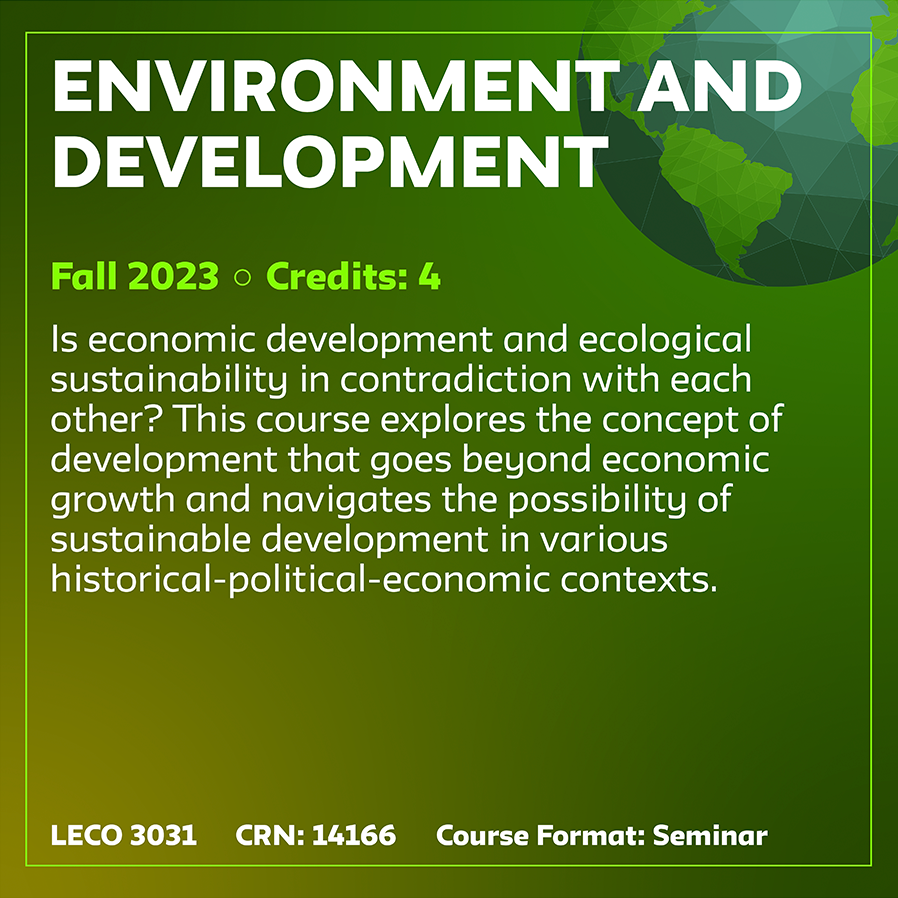 ENVIRONMENT AND
DEVELOPMENT
Fall 2023 ○ Credits: 4
Is economic development and ecological
sustainability in contradiction with each
other? This course explores the concept of
development that goes beyond economic
growth and navigates the possibility of
sustainable development in various
historical-political-economic contexts.
LECO 3031 CRN: 14166 Course Format: Seminar